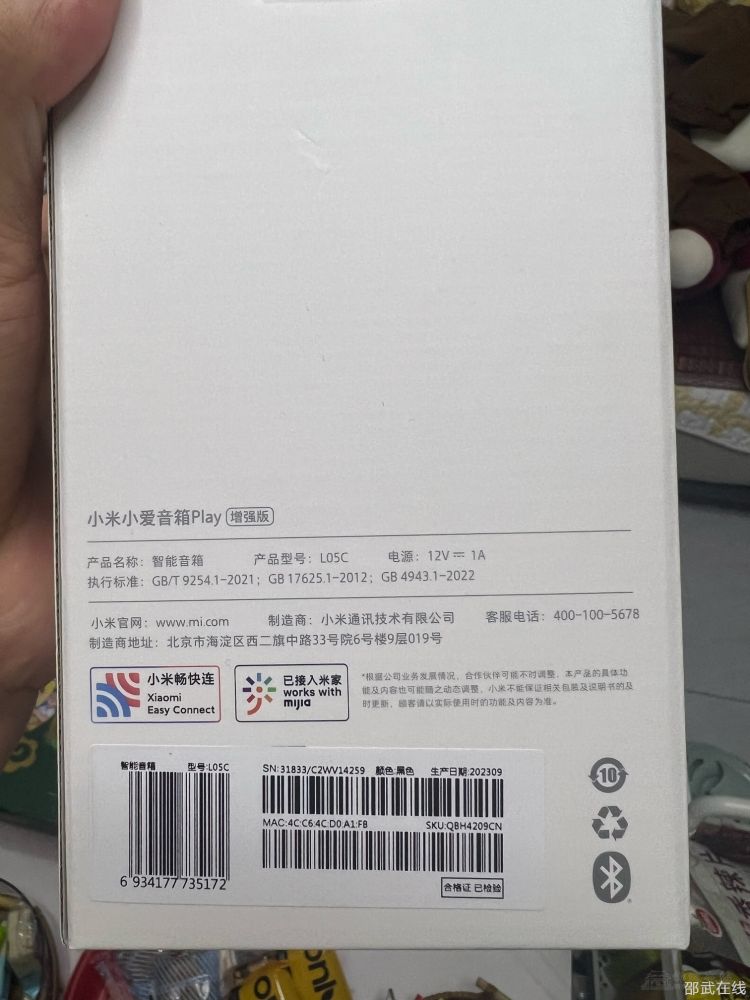 小米小爱音箱Play 增强版
产品名称：智能音箱 产品型号：L05C 电源：12V⎓1A
执行标准：GB/T 9254.1-2021；GB 17625.1-2012；GB 4943.1-2022
小米官网：www.mi.com 制造商：小米通讯技术有限公司 客服电话：400-100-5678
制造商地址：北京市海淀区西二旗中路33号院6号楼9层019号
小米畅快连
Xiaomi
Easy Connect
已接入米家
works with
mijia
*根据公司业务发展情况，合作伙伴可能不时调整，本产品的具体功
能及内容也可能随之动态调整，小米不能保证相关包装及说明书的及
时更新，顾客请以实际使用时的功能及内容为准。
智能音箱 型号:L05C
6 934177 735172
SN:31833/C2WV14259 颜色:黑色 生产日期:202309
MAC:4C:C6:4C:D0:A1:FB SKU:QBH4209CN
合格证 已检验
10
only
邵武在线